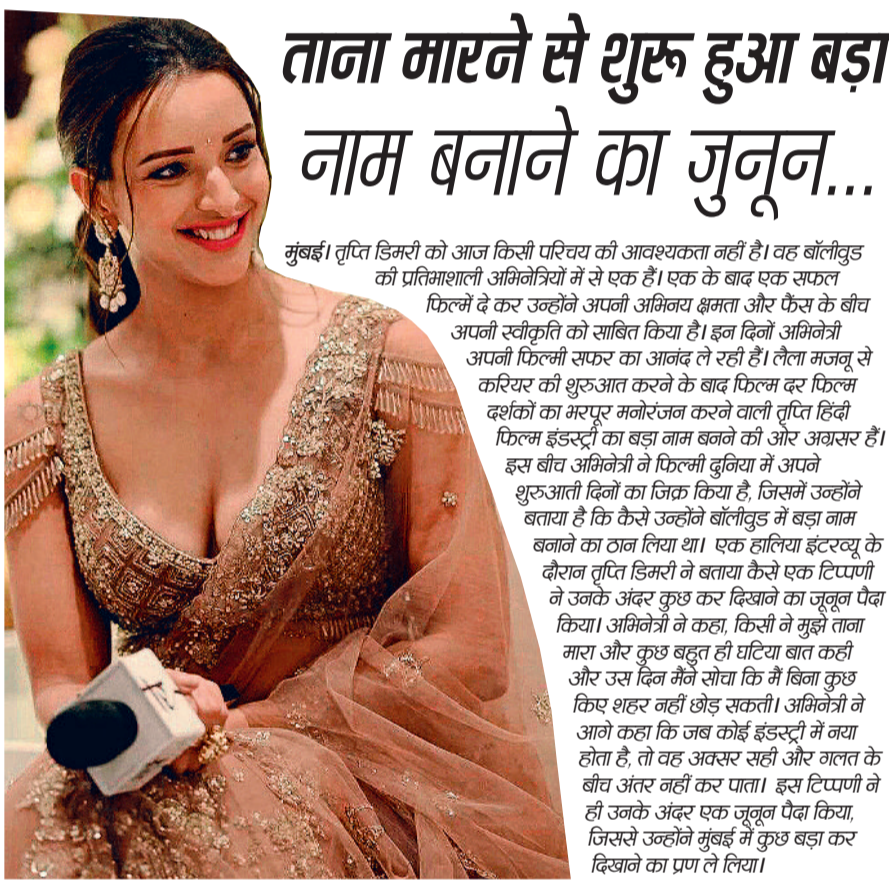 ताना मारने से शुरू हुआ बड़ा
नाम बनाने का जुनून...
मुंबई। तृप्ति डिमरी को आज किसी परिचय की आवश्यकता नहीं है। वह बॉलीवुड
की प्रतिभाशाली अभिनेत्रियों में से एक हैं। एक के बाद एक सफल
फिल्में दे कर उन्होंने अपनी अभिनय क्षमता और फैंस के बीच
अपनी स्वीकृति को साबित किया है। इन दिनों अभिनेत्री
अपनी फिल्मी सफर का आनंद ले रही हैं। लैला मजनू से
करियर की शुरुआत करने के बाद फिल्म दर फिल्म
दर्शकों का भरपूर मनोरंजन करने वाली तृप्ति हिंदी
फिल्म इंडस्ट्री का बड़ा नाम बनने की ओर अग्रसर हैं।
इस बीच अभिनेत्री ने फिल्मी दुनिया में अपने
शुरुआती दिनों का जिक्र किया है, जिसमें उन्होंने
बताया है कि कैसे उन्होंने बॉलीवुड में बड़ा नाम
बनाने का ठान लिया था। एक हालिया इंटरव्यू के
दौरान तृप्ति डिमरी ने बताया कैसे एक टिप्पणी
ने उनके अंदर कुछ कर दिखाने का जूनून पैदा
किया। अभिनेत्री ने कहा, किसी ने मुझे ताना
मारा और कुछ बहुत ही घटिया बात कही
और उस दिन मैंने सोचा कि मैं बिना कुछ
किए शहर नहीं छोड़ सकती। अभिनेत्री ने
आगे कहा कि जब कोई इंडस्ट्री में नया
होता है, तो वह अक्सर सही और गलत के
बीच अंतर नहीं कर पाता। इस टिप्पणी ने
ही उनके अंदर एक जूनून पैदा किया,
जिससे उन्होंने मुंबई में कुछ बड़ा कर
दिखाने का प्रण ले लिया।